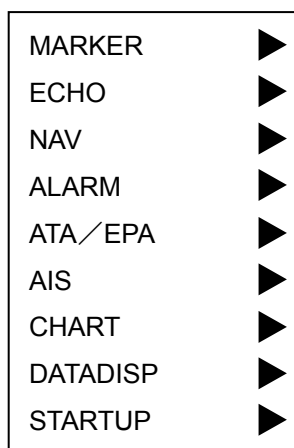 MARKER ▶
ECHO ▶
NAV ▶
ALARM ▶
ATA／EPA ▶
AIS ▶
CHART ▶
DATADISP ▶
STARTUP ▶